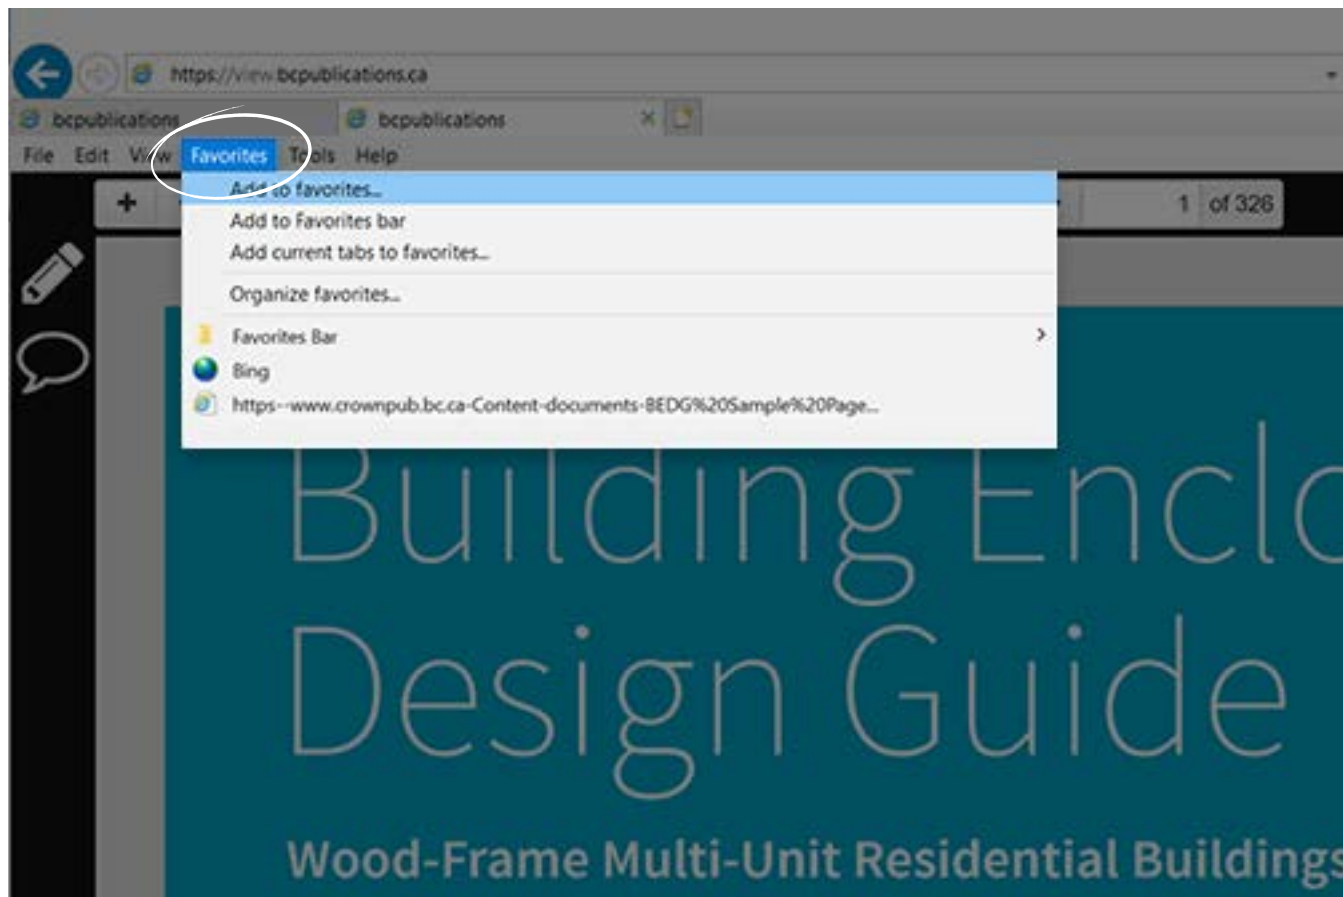 https://view.bcpublications.ca
bcpublications
bcpublications
File Edit View Favorites Tools Help
Add to favorites...
Add to Favorites bar
Add current tabs to favorites...
Organize favorites...
Favorites Bar
Bing
https--www.crownpub.bc.ca-Content-documents-BEDG%20Sample%20Page...
1 of 326
Building Enclo
Design Guide
Wood-Frame Multi-Unit Residential Buildings